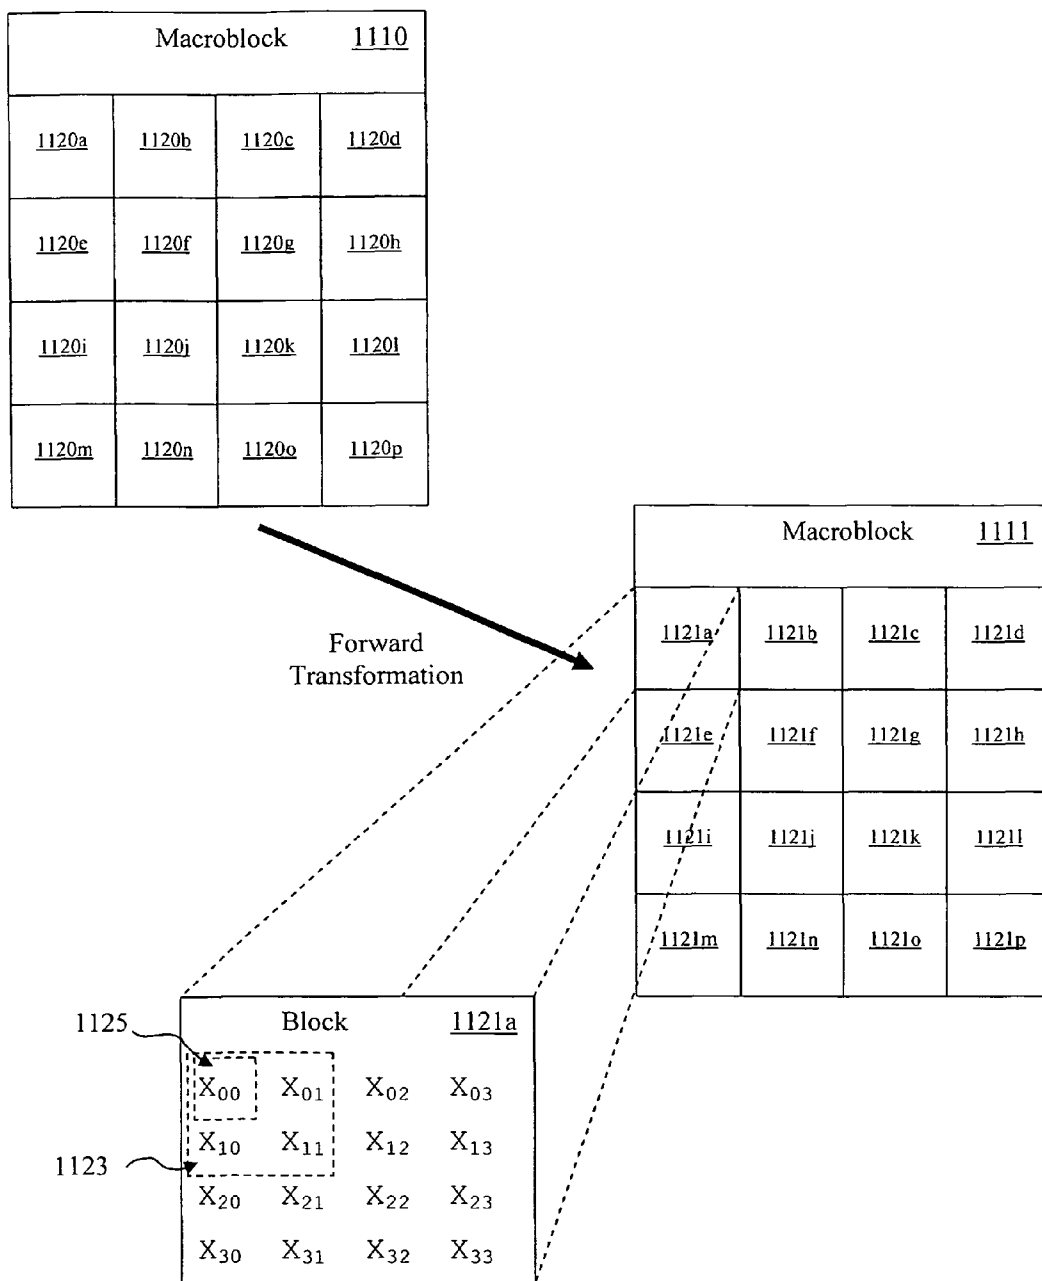 Macroblock 1110
1120a 1120b 1120c 1120d
1120e 1120f 1120g 1120h
1120i 1120j 1120k 1120l
1120m 1120n 1120o 1120p
Macroblock 1111
Forward
Transformation
1121a 1121b 1121c 1121d
1121e 1121f 1121g 1121h
1121i 1121j 1121k 1121l
1121m 1121n 1121o 1121p
1125
Block 1121a
X00 X01 X02 X03
X10 X11 X12 X13
1123
X20 X21 X22 X23
X30 X31 X32 X33